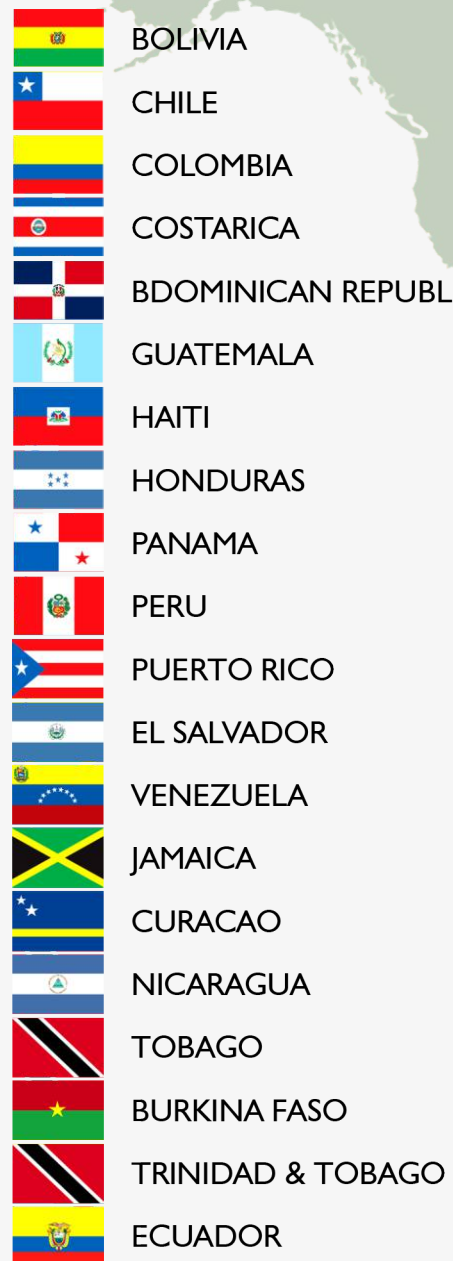 BOLIVIA
CHILE
COLOMBIA
COSTARICA
BDOMINICAN REPUBL
GUATEMALA
HAITI
HONDURAS
PANAMA
PERU
PUERTO RICO
EL SALVADOR
VENEZUELA
JAMAICA
CURACAO
NICARAGUA
TOBAGO
BURKINA FASO
TRINIDAD & TOBAGO
ECUADOR